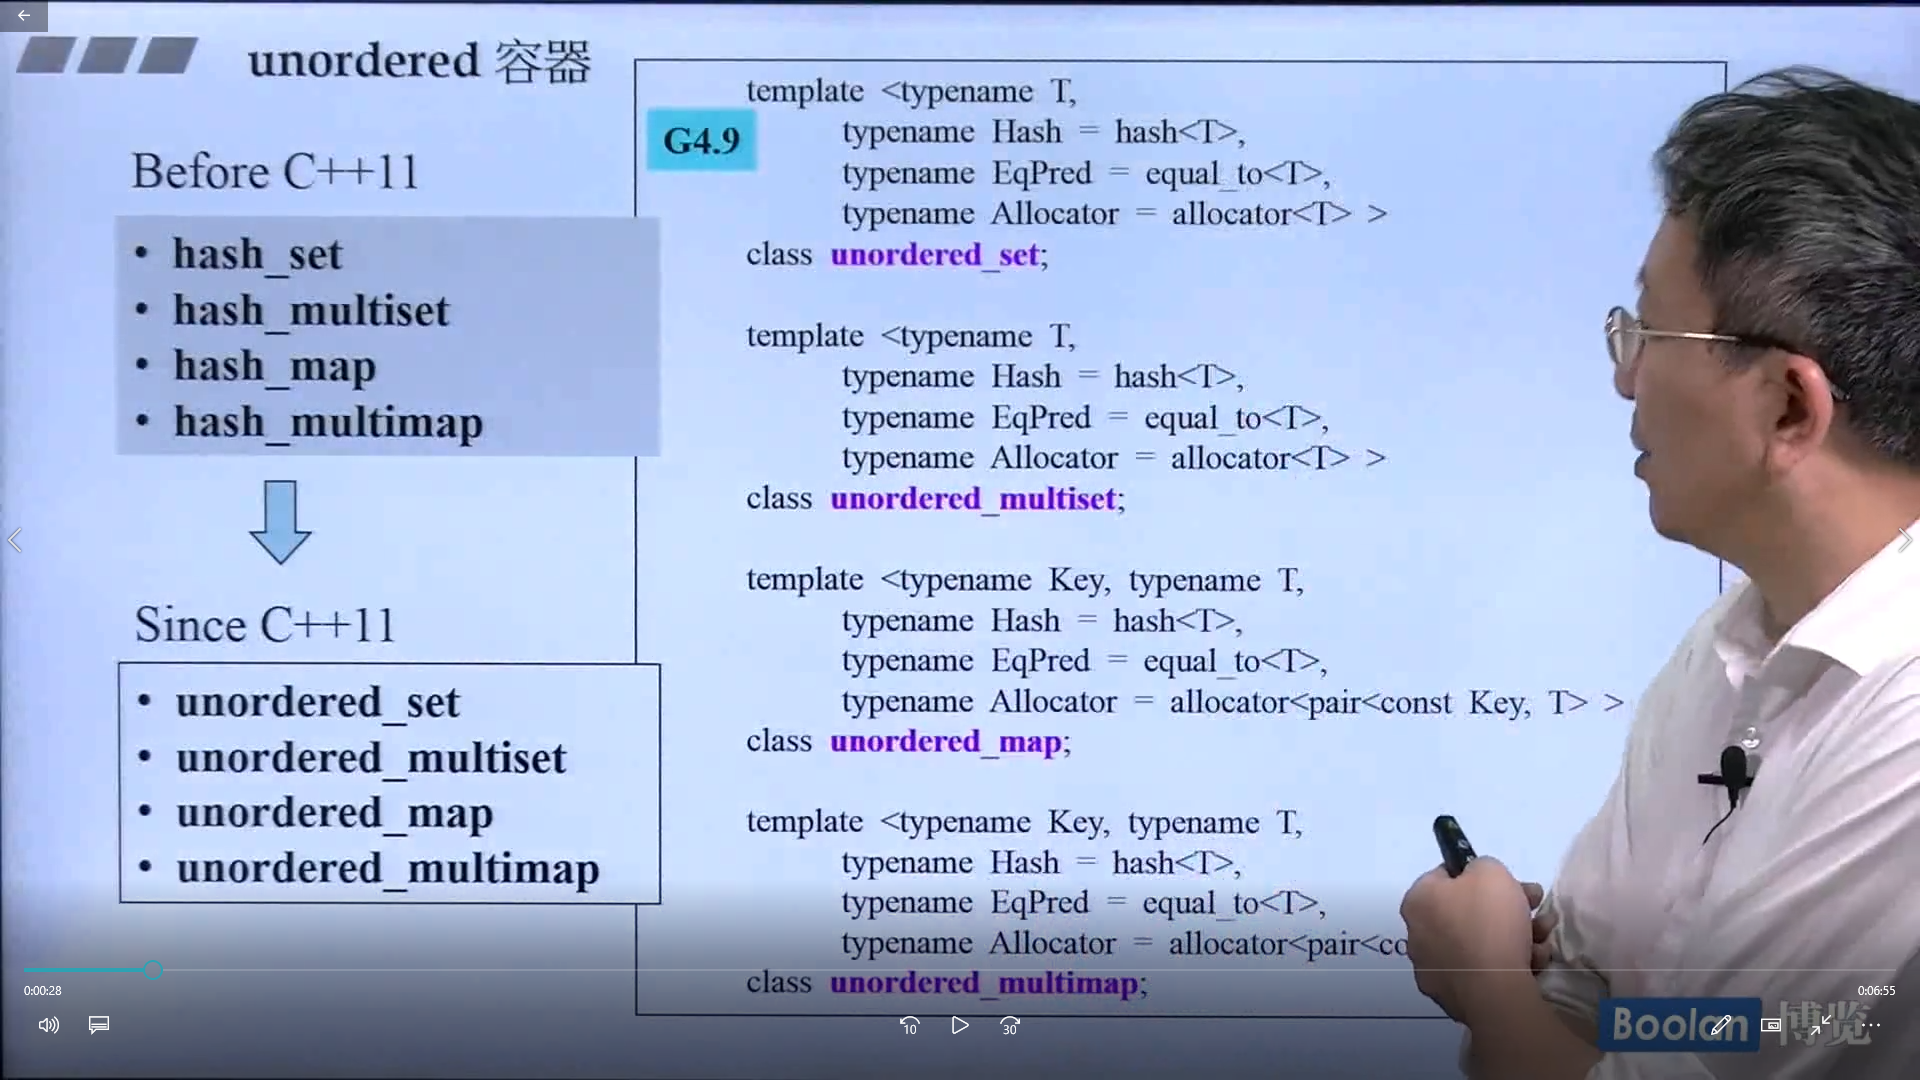 unordered 容器
Before C++11
• hash_set
• hash_multiset
• hash_map
• hash_multimap
Since C++11
• unordered_set
• unordered_multiset
• unordered_map
• unordered_multimap
G4.9
template <typename T,
typename Hash = hash<T>,
typename EqPred = equal_to<T>,
typename Allocator = allocator<T> >
class unordered_set;
template <typename T,
typename Hash = hash<T>,
typename EqPred = equal_to<T>,
typename Allocator = allocator<T> >
class unordered_multiset;
template <typename Key, typename T,
typename Hash = hash<T>,
typename EqPred = equal_to<T>,
typename Allocator = allocator<pair<const Key, T> >
class unordered_map;
template <typename Key, typename T,
typename Hash = hash<T>,
typename EqPred = equal_to<T>,
typename Allocator = allocator<pair<co
class unordered_multimap;
0:00:28
0:06:55
10
30
Boolan 博览